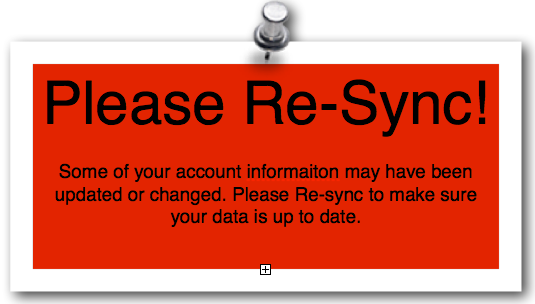 Please Re-Sync!
Some of your account informaiton may have been
updated or changed. Please Re-sync to make sure
your data is up to date.